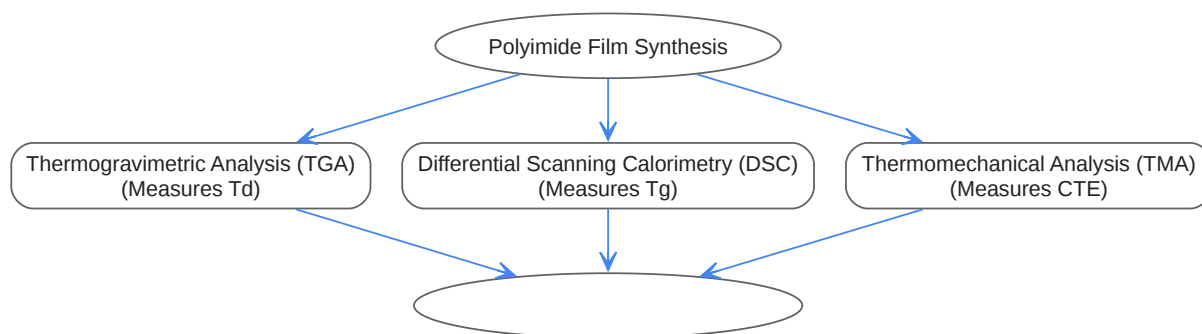 Polyimide Film Synthesis
Thermogravimetric Analysis (TGA)
(Measures Td)
Differential Scanning Calorimetry (DSC)
(Measures Tg)
Thermomechanical Analysis (TMA)
(Measures CTE)